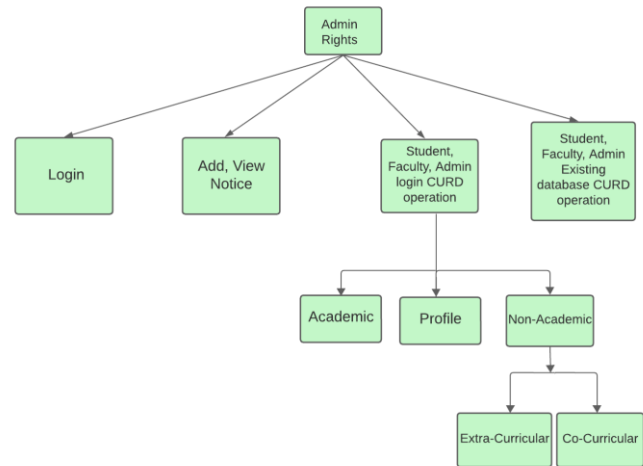 Admin
Rights
Login
Add, View
Notice
Student,
Faculty, Admin
login CURD
operation
Student,
Faculty, Admin
Existing
database CURD
operation
Academic
Profile
Non-Academic
Extra-Curricular
Co-Curricular